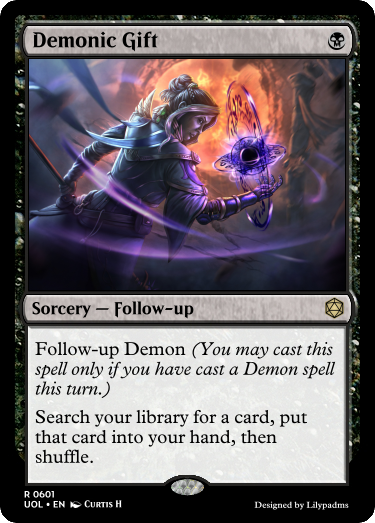 Demonic Gift
Sorcery — Follow-up
Follow-up Demon (You may cast this
spell only if you have cast a Demon spell
this turn.)
Search your library for a card, put
that card into your hand, then
shuffle.
R 0601
UOL • EN Curtis H
Designed by Lilypadms